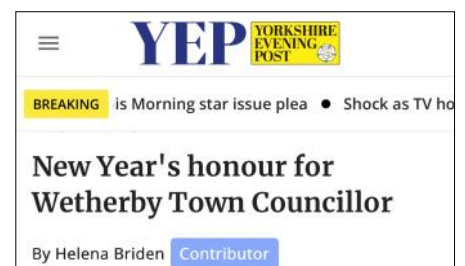 YEP YORKSHIRE
EVENING
POST
BREAKING is Morning star issue plea ● Shock as TV ho
New Year's honour for
Wetherby Town Councillor
By Helena Briden Contributor